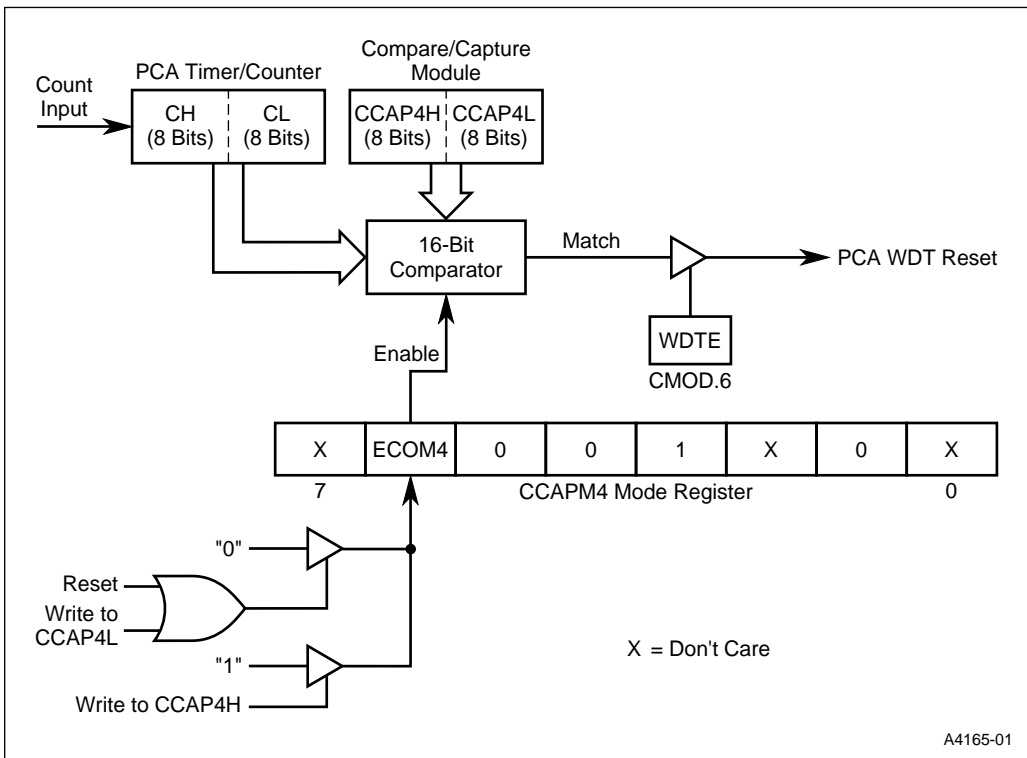 Count
Input
PCA Timer/Counter
CH
(8 Bits)
CL
(8 Bits)
Compare/Capture
Module
CCAP4H
(8 Bits)
CCAP4L
(8 Bits)
16-Bit
Comparator
Match
PCA WDT Reset
WDTE
CMOD.6
Enable
X ECOM4 0 0 1 X 0 X
7 CCAPM4 Mode Register 0
"0"
Reset
Write to
CCAP4L
"1"
Write to CCAP4H
X = Don't Care
A4165-01